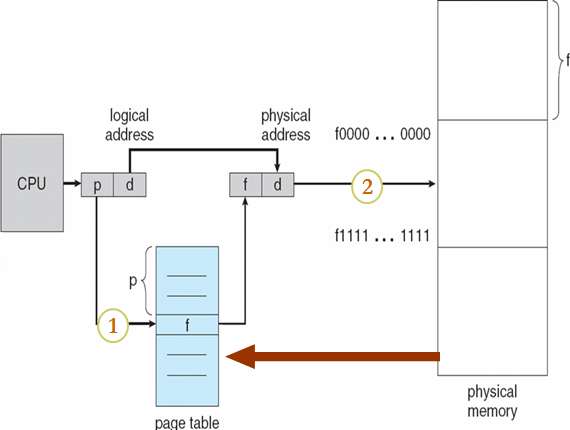 f
logical
address
physical
address
f0000 ... 0000
CPU
p d
f d
2
f1111 ... 1111
p
1
f
page table
physical
memory